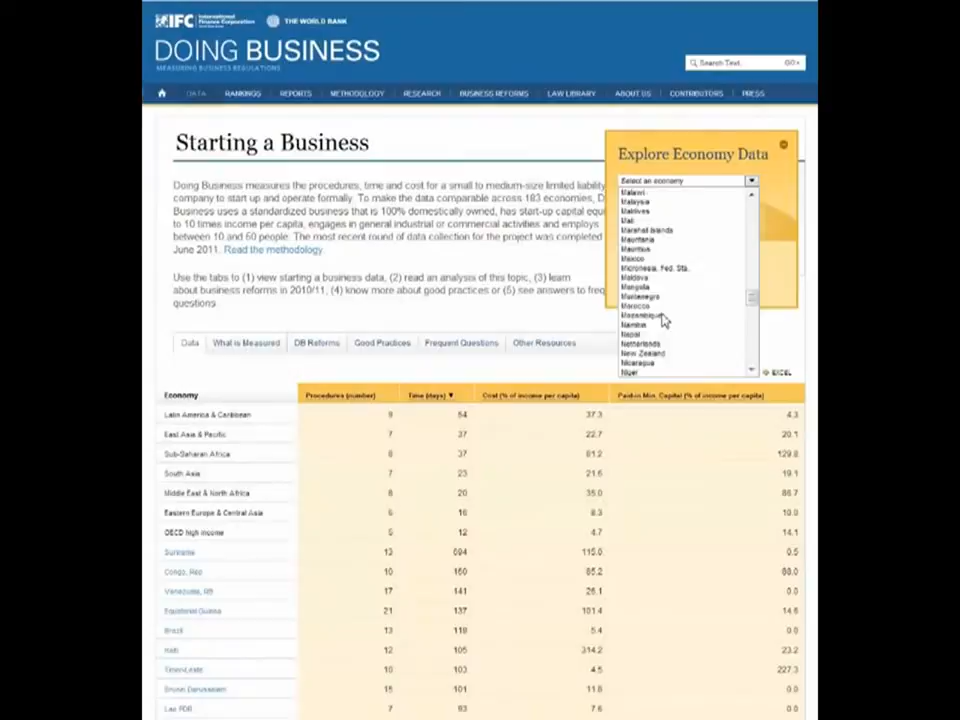 IFC International Finance Corporation THE WORLD BANK
DOING BUSINESS
MEASURING BUSINESS REGULATIONS
Search Text... GO»
DATA RANKINGS REPORTS METHODOLOGY RESEARCH BUSINESS REFORMS LAW LIBRARY ABOUT US CONTRIBUTORS PRESS
Starting a Business
Doing Business measures the procedures, time and cost for a small to medium-size limited liability
company to start up and operate formally. To make the data comparable across 183 economies, D
Business uses a standardized business that is 100% domestically owned, has start-up capital equi
to 10 times income per capita, engages in general industrial or commercial activities and employs
between 10 and 50 people. The most recent round of data collection for the project was completed
June 2011. Read the methodology.
Use the tabs to (1) view starting a business data, (2) read an analysis of this topic, (3) learn
about business reforms in 2010/11, (4) know more about good practices or (5) see answers to freq
questions.
Explore Economy Data
Select an economy
Malawi
Malaysia
Maldives
Mali
Marshall Islands
Mauritania
Mauritius
Mexico
Micronesia, Fed. Sts.
Moldova
Mongolia
Montenegro
Morocco
Mozambique
Namibia
Nepal
Netherlands
New Zealand
Nicaragua
Niger
Data What is Measured DB Reforms Good Practices Frequent Questions Other Resources
EXCEL
Economy Procedures (number) Time (days) ▼ Cost (% of income per capita) Paid-in Min. Capital (% of income per capita)
Latin America & Caribbean 9 54 37.3 4.3
East Asia & Pacific 7 37 22.7 20.1
Sub-Saharan Africa 8 37 81.2 129.8
South Asia 7 23 21.6 19.1
Middle East & North Africa 8 20 35.0 86.7
Eastern Europe & Central Asia 6 16 8.3 10.0
OECD high income 5 12 4.7 14.1
Suriname 13 694 115.0 0.5
Congo, Rep 10 160 85.2 88.0
Venezuela, RB 17 141 26.1 0.0
Equatorial Guinea 21 137 101.4 14.6
Brazil 13 119 5.4 0.0
Haiti 12 105 314.2 23.2
Timor-Leste 10 103 4.5 227.3
Brunei Darussalam 15 101 11.8 0.0
Lao PDR 7 93 7.6 0.0